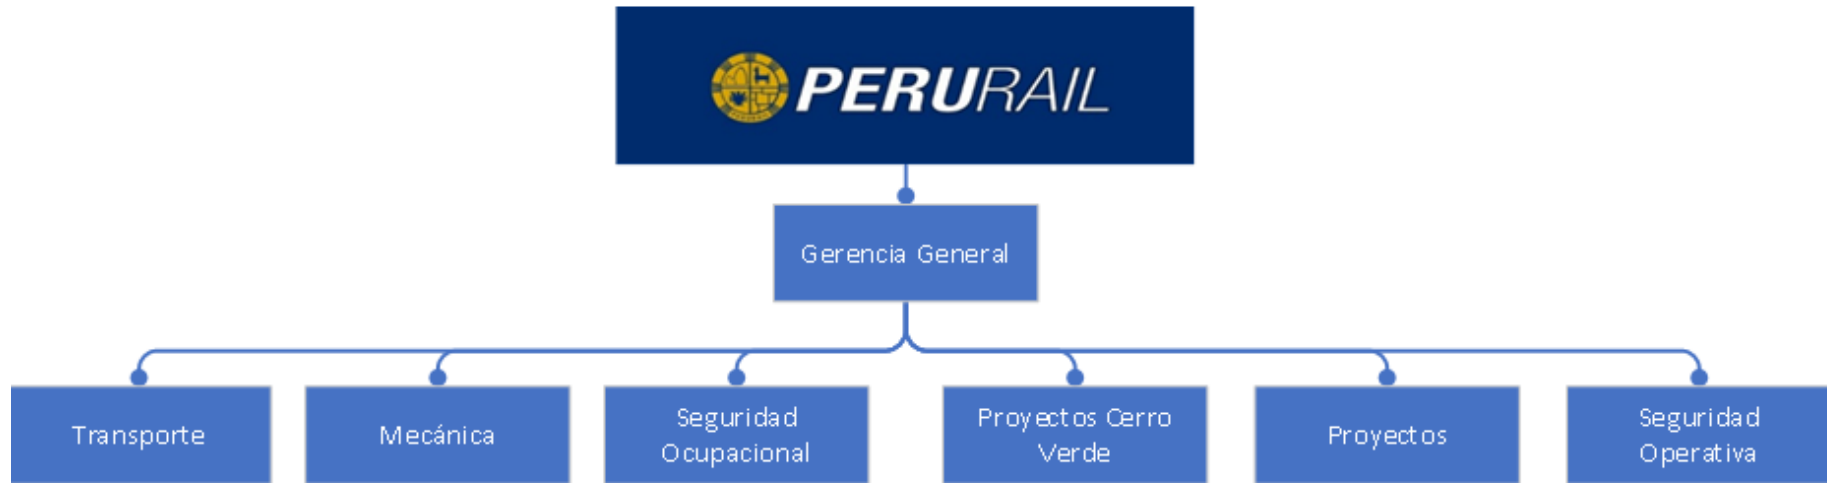 PERURAIL
Gerencia General
Transporte
Mecánica
Seguridad
Ocupacional
Proyectos Cerro
Verde
Proyectos
Seguridad
Operativa